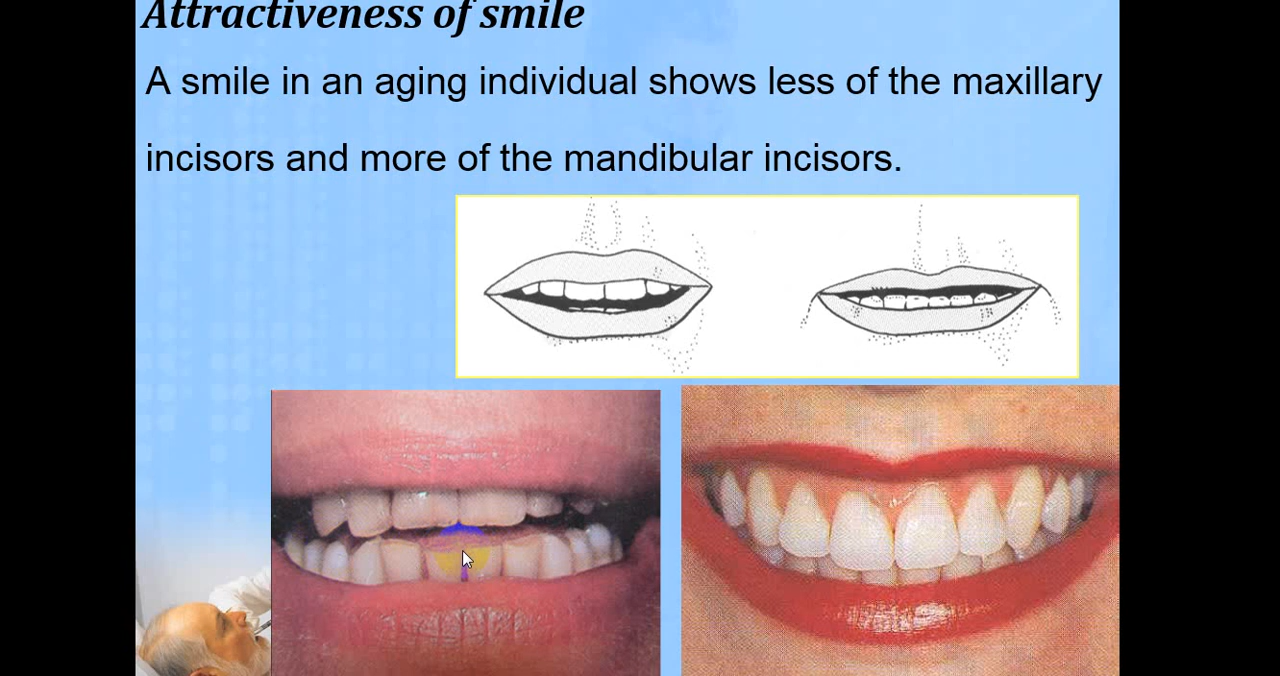 Attractiveness of smile
A smile in an aging individual shows less of the maxillary
incisors and more of the mandibular incisors.